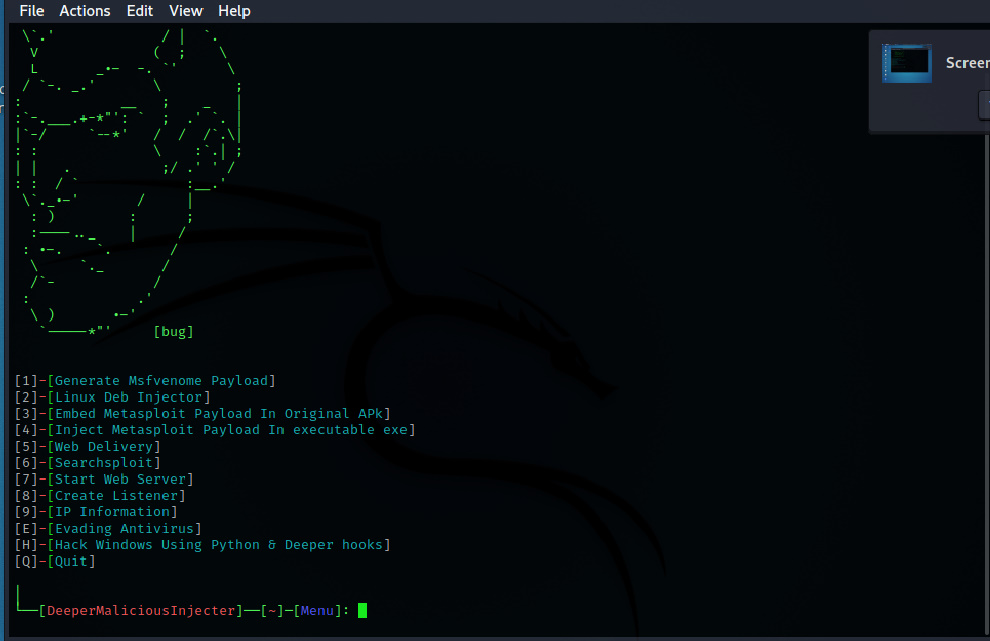 File Actions Edit View Help
Screen
[bug]
[1]-[Generate Msfvenome Payload]
[2]-[Linux Deb Injector]
[3]-[Embed Metasploit Payload In Original APk]
[4]-[Inject Metasploit Payload In executable exe]
[5]-[Web Delivery]
[6]-[Searchsploit]
[7]-[Start Web Server]
[8]-[Create Listener]
[9]-[IP Information]
[E]-[Evading Antivirus]
[H]-[Hack Windows Using Python & Deeper hooks]
[Q]-[Quit]
└──[DeeperMaliciousInjecter]──[~]─[Menu]: